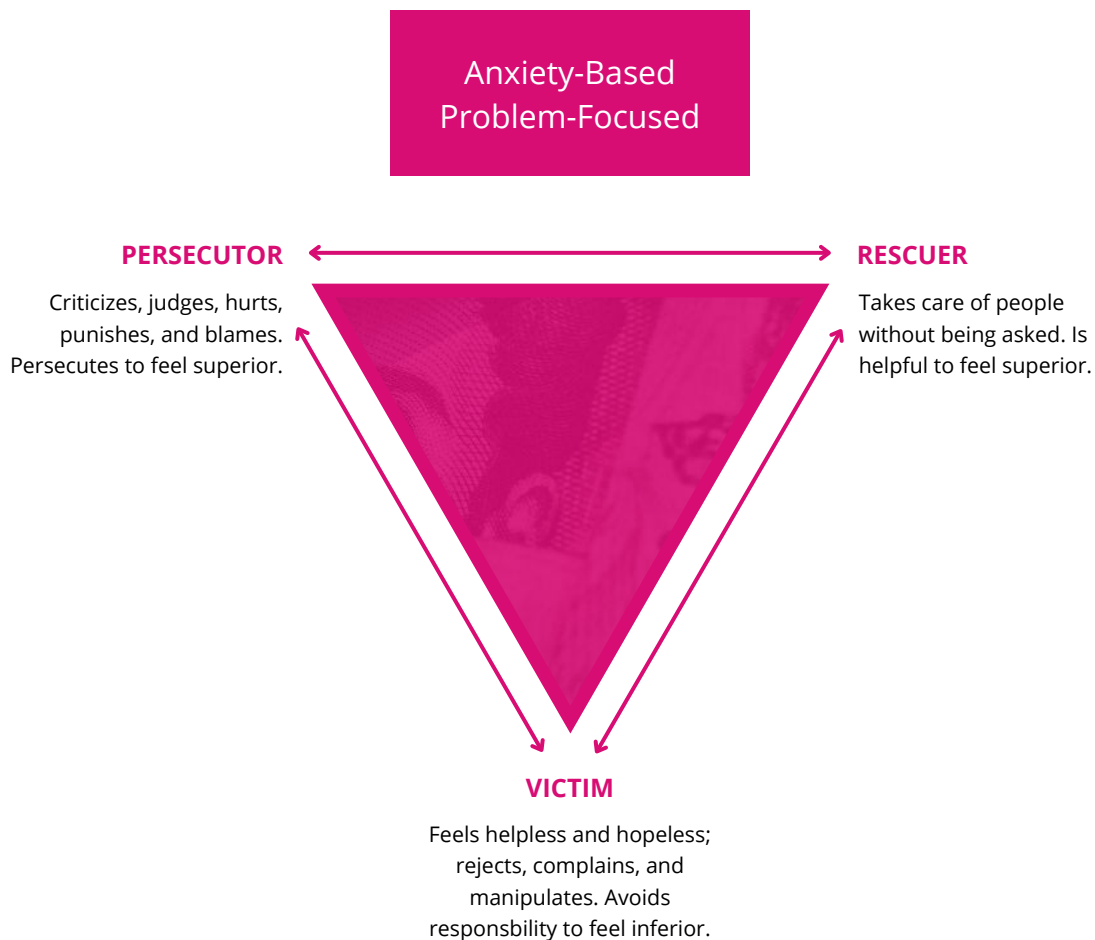 Anxiety-Based
Problem-Focused
PERSECUTOR
Criticizes, judges, hurts,
punishes, and blames.
Persecutes to feel superior.
RESCUER
Takes care of people
without being asked. Is
helpful to feel superior.
VICTIM
Feels helpless and hopeless;
rejects, complains, and
manipulates. Avoids
responsbility to feel inferior.